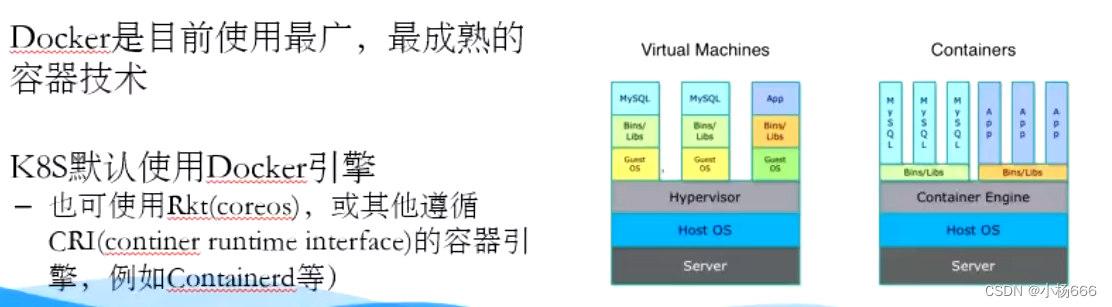 Docker是目前使用最广，最成熟的
容器技术
K8S默认使用Docker引擎
– 也可使用Rkt(coreos)，或其他遵循
CRI(continer runtime interface)的容器引
擎，例如Containerd等）
Virtual Machines
MySQL
Bins/
Libs
Guest
OS
MySQL
Bins/
Libs
Guest
OS
App
Bins/
Libs
Guest
OS
Hypervisor
Host OS
Server
Containers
MySQL
MySQL
MySQL
App
App
App
Bins/Libs
Bins/Libs
Container Engine
Host OS
Server
CSDN @小杨666